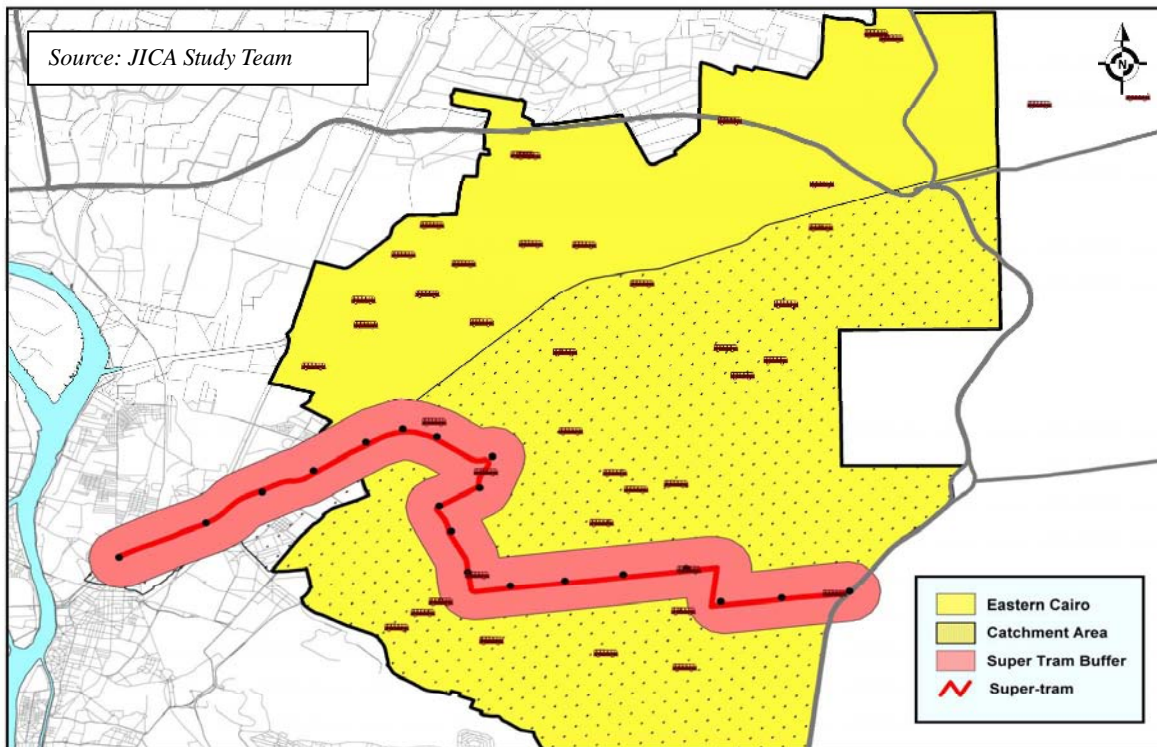 Source: JICA Study Team
N
Eastern Cairo
Catchment Area
Super Tram Buffer
Super-tram